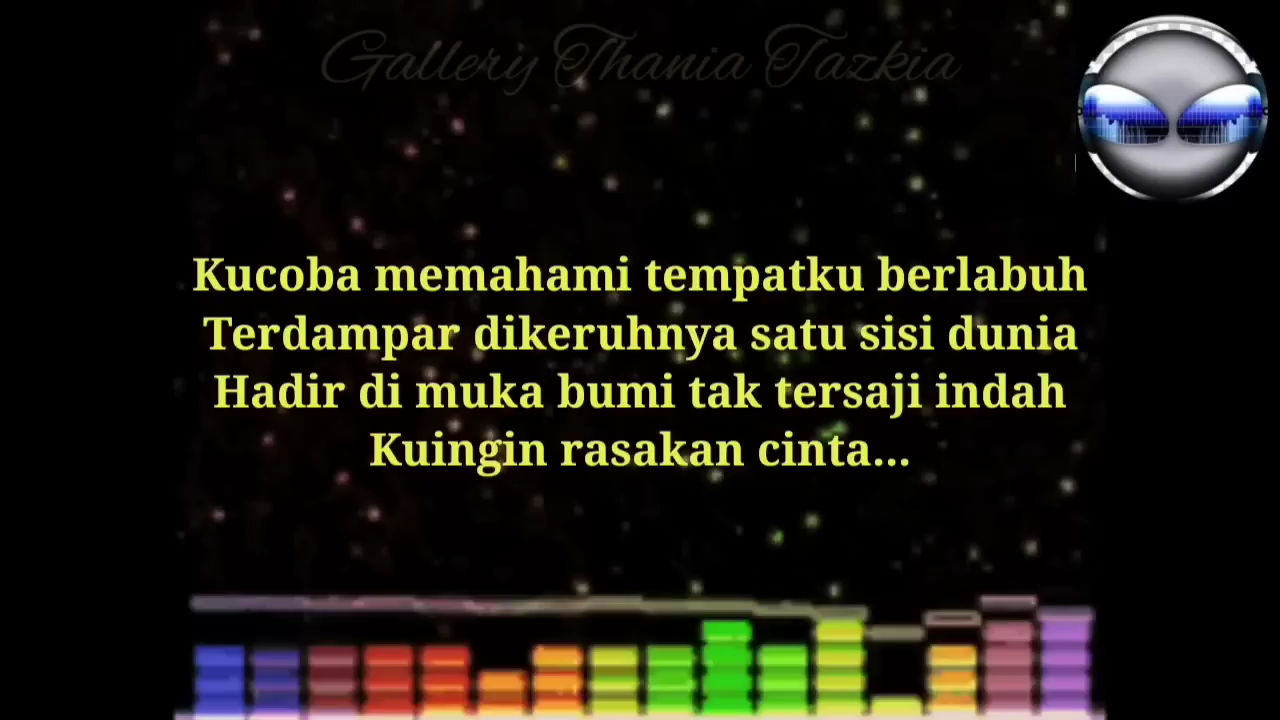 Gallery Thania Tazkia
Kucoba memahami tempatku berlabuh
Terdampar dikeruhnya satu sisi dunia
Hadir di muka bumi tak tersaji indah
Kuingin rasakan cinta...